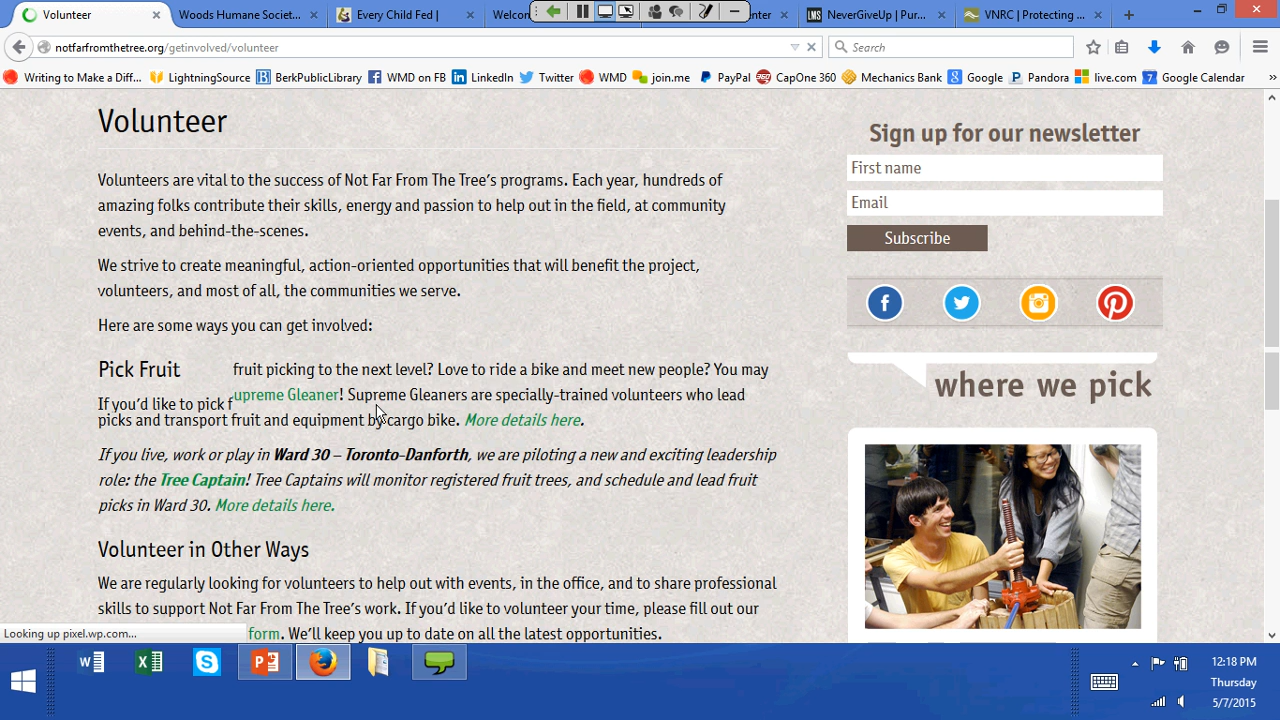 Volunteer
Woods Humane Societ...
Every Child Fed |
Welcon
enter
LMS
NeverGiveUp | Pur...
VNRC | Protecting ...
notfarfromthetree.org/getinvolved/volunteer
Search
Writing to Make a Diff...
LightningSource
BerkPublicLibrary
WMD on FB
LinkedIn
Twitter
WMD
join.me
PayPal
CapOne 360
Mechanics Bank
Google
Pandora
live.com
Google Calendar
Volunteer
Volunteers are vital to the success of Not Far From The Tree's programs. Each year, hundreds of
amazing folks contribute their skills, energy and passion to help out in the field, at community
events, and behind-the-scenes.
We strive to create meaningful, action-oriented opportunities that will benefit the project,
volunteers, and most of all, the communities we serve.
Here are some ways you can get involved:
Pick Fruit
fruit picking to the next level? Love to ride a bike and meet new people? You may
If you'd like to pick f
upreme Gleaner! Supreme Gleaners are specially-trained volunteers who lead
picks and transport fruit and equipment by cargo bike. More details here.
If you live, work or play in Ward 30 – Toronto-Danforth, we are piloting a new and exciting leadership
role: the Tree Captain! Tree Captains will monitor registered fruit trees, and schedule and lead fruit
picks in Ward 30. More details here.
Volunteer in Other Ways
We are regularly looking for volunteers to help out with events, in the office, and to share professional
skills to support Not Far From The Tree's work. If you'd like to volunteer your time, please fill out our
form. We'll keep you up to date on all the latest opportunities.
Sign up for our newsletter
First name
Email
Subscribe
where we pick
Looking up pixel.wp.com...
12:18 PM
Thursday
5/7/2015